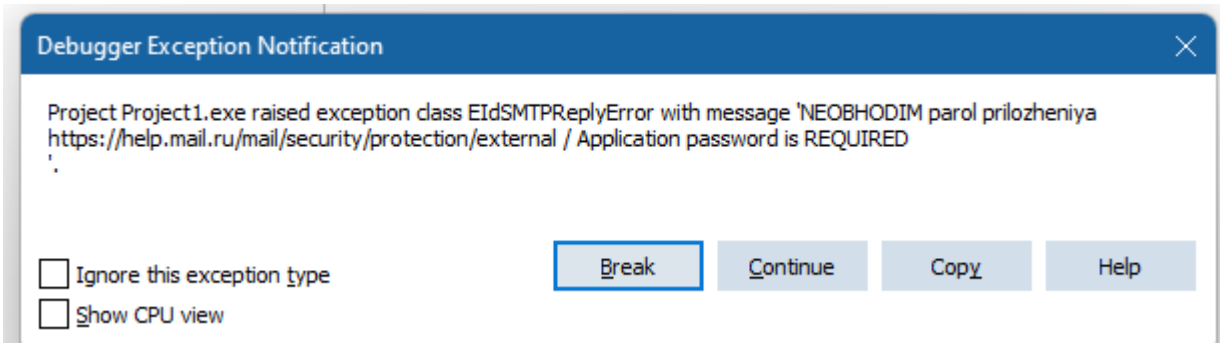 Debugger Exception Notification
Project Project1.exe raised exception class EIdSMTPReplyError with message 'NEOBHODIM parol prilozheniya
https://help.mail.ru/mail/security/protection/external / Application password is REQUIRED
'.
Break Continue Copy Help
Ignore this exception type
Show CPU view